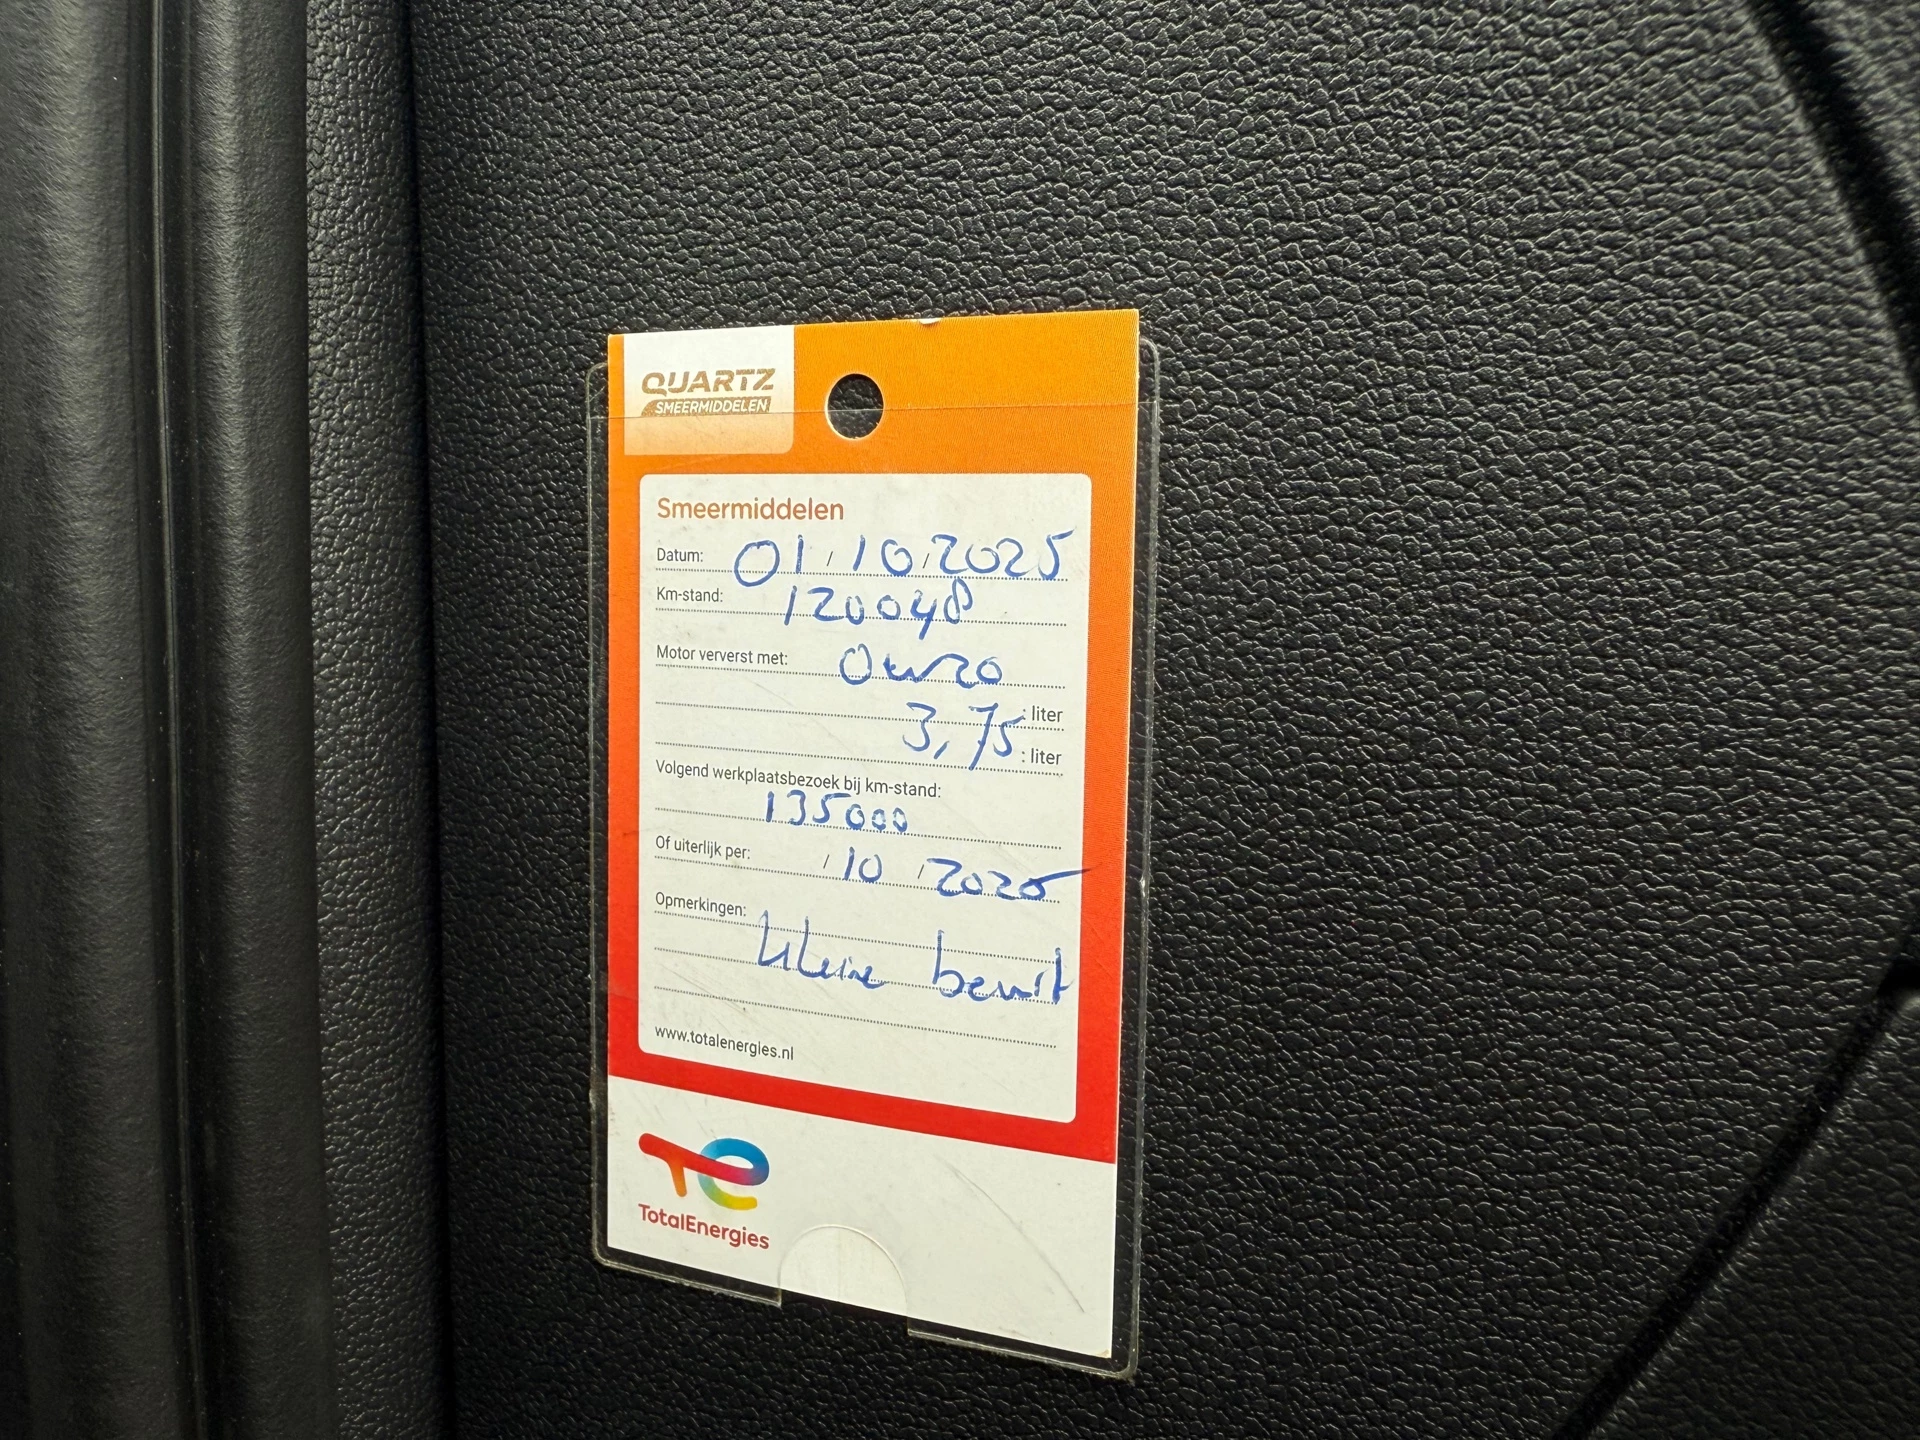 QUARTZ
SMEERMIDDELEN
Smeermiddelen
Datum: 01 / 10 / 2025
Km-stand: 120048
Motor ververst met: 0w20
: liter
3,75 : liter
Volgend werkplaatsbezoek bij km-stand:
135000
Of uiterlijk per: / 10 / 2025
Opmerkingen:
kleine beurt
www.totalenergies.nl
TotalEnergies